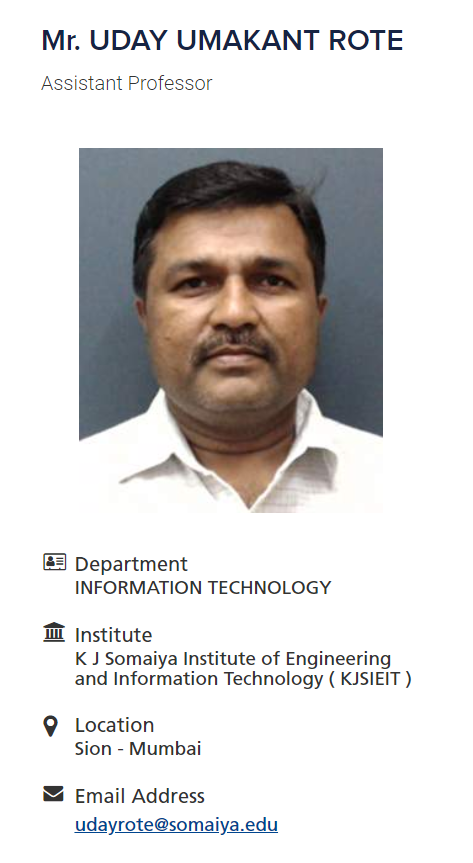 Mr. UDAY UMAKANT ROTE
Assistant Professor
Department
INFORMATION TECHNOLOGY
Institute
K J Somaiya Institute of Engineering
and Information Technology ( KJSIEIT )
Location
Sion - Mumbai
Email Address
udayrote@somaiya.edu